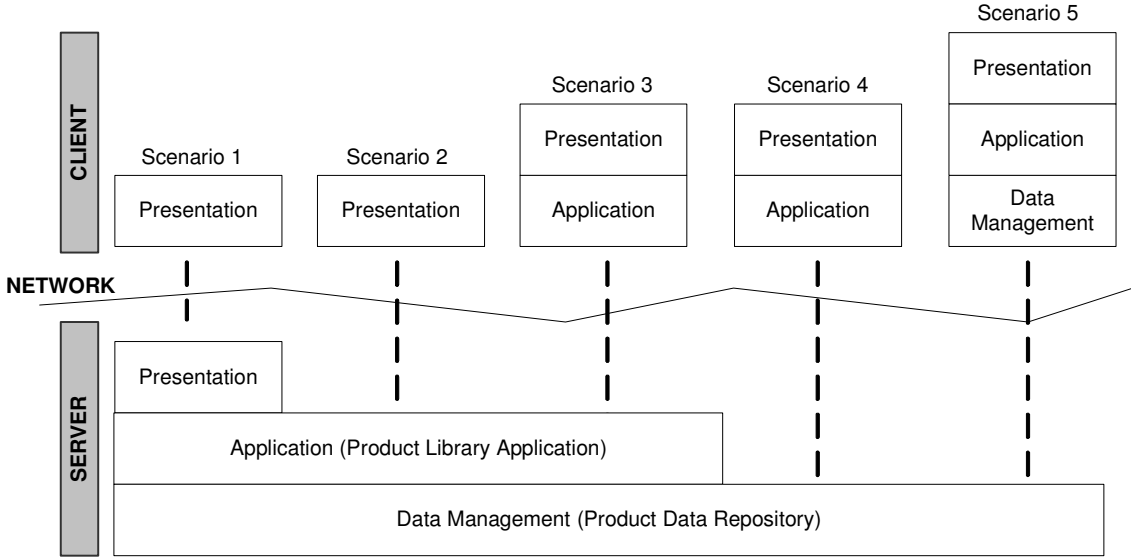 Scenario 5
CLIENT
Presentation
Scenario 3
Scenario 4
Presentation
Presentation
Application
Scenario 1
Scenario 2
Presentation
Presentation
Application
Application
Data
Management
NETWORK
SERVER
Presentation
Application (Product Library Application)
Data Management (Product Data Repository)